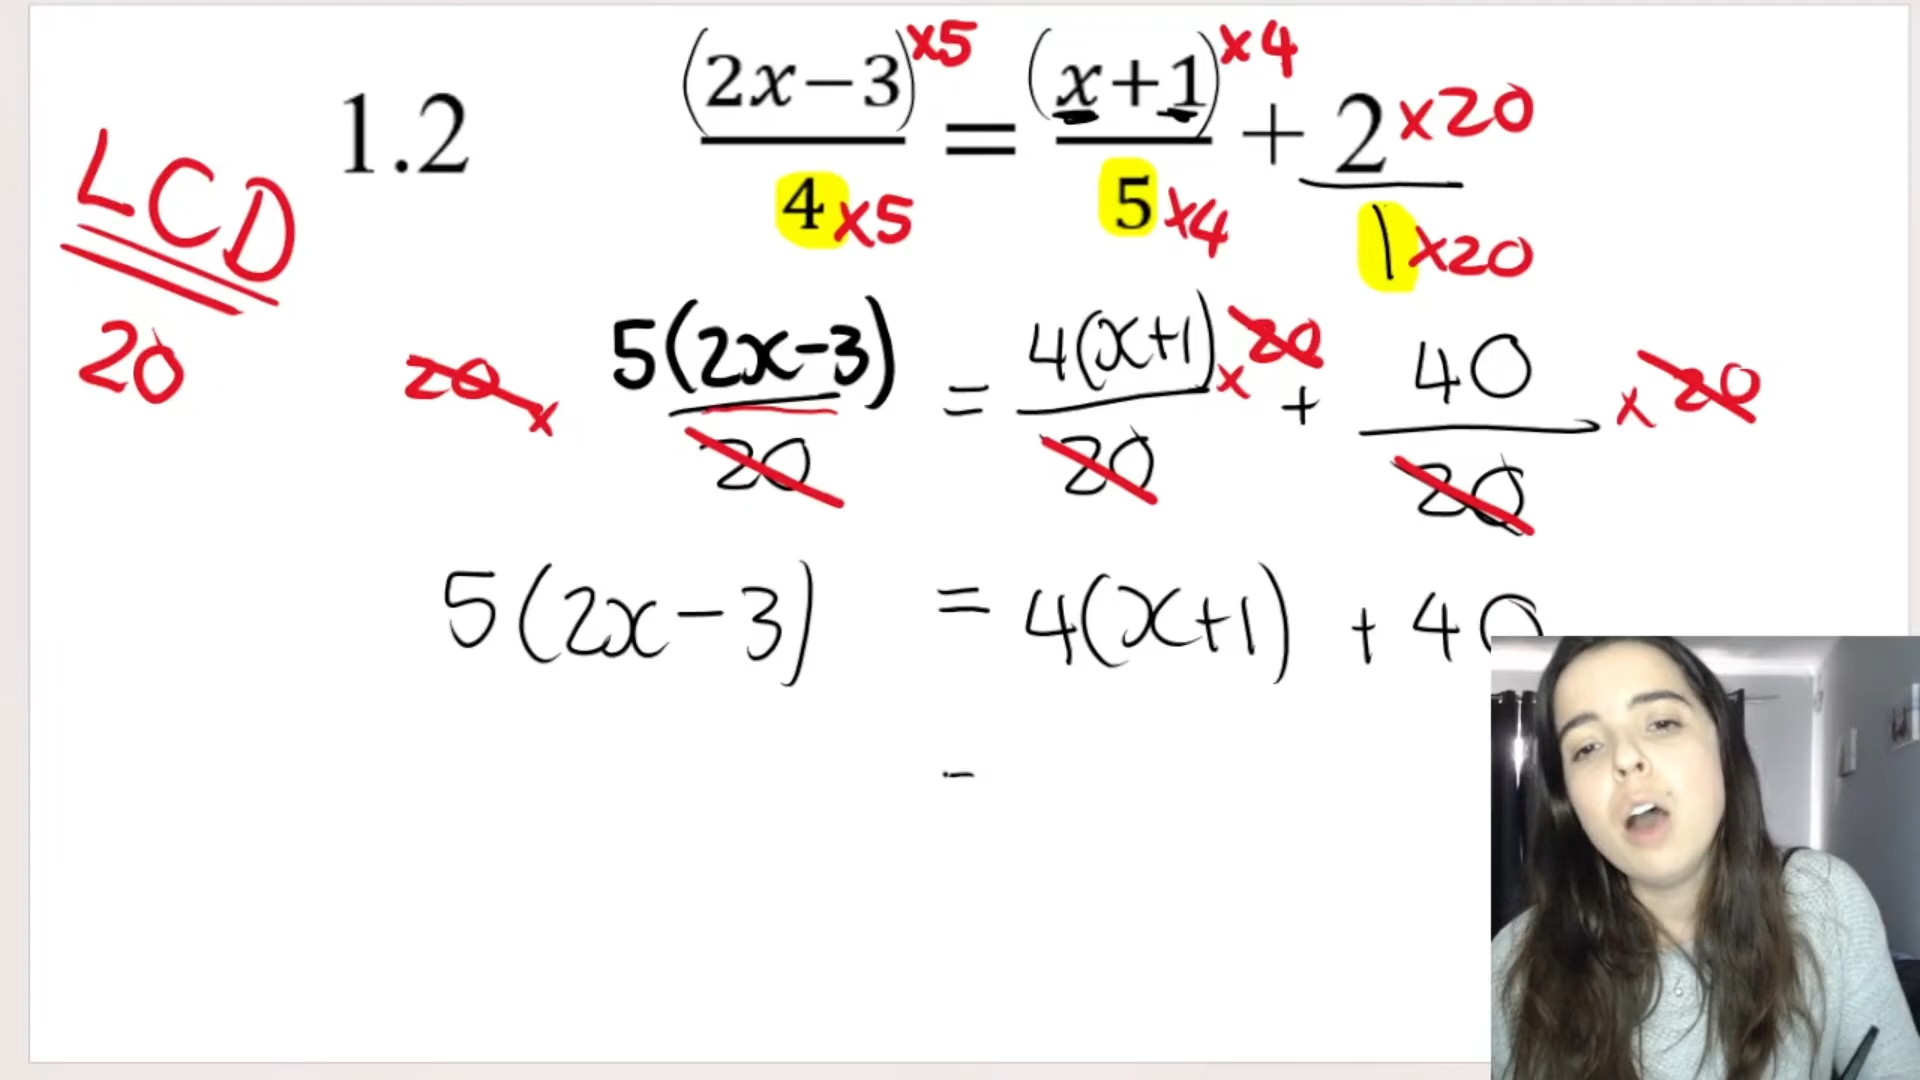 1.2 (2x−3)×5 / 4×5 = (x+1)×4 / 5×4 + 2×20 / 1×20
LCD
20
20 × 5(2x−3) / 20 = 4(x+1) / 20 × 20 + 40 / 20 × 20
5(2x−3) = 4(x+1) + 40